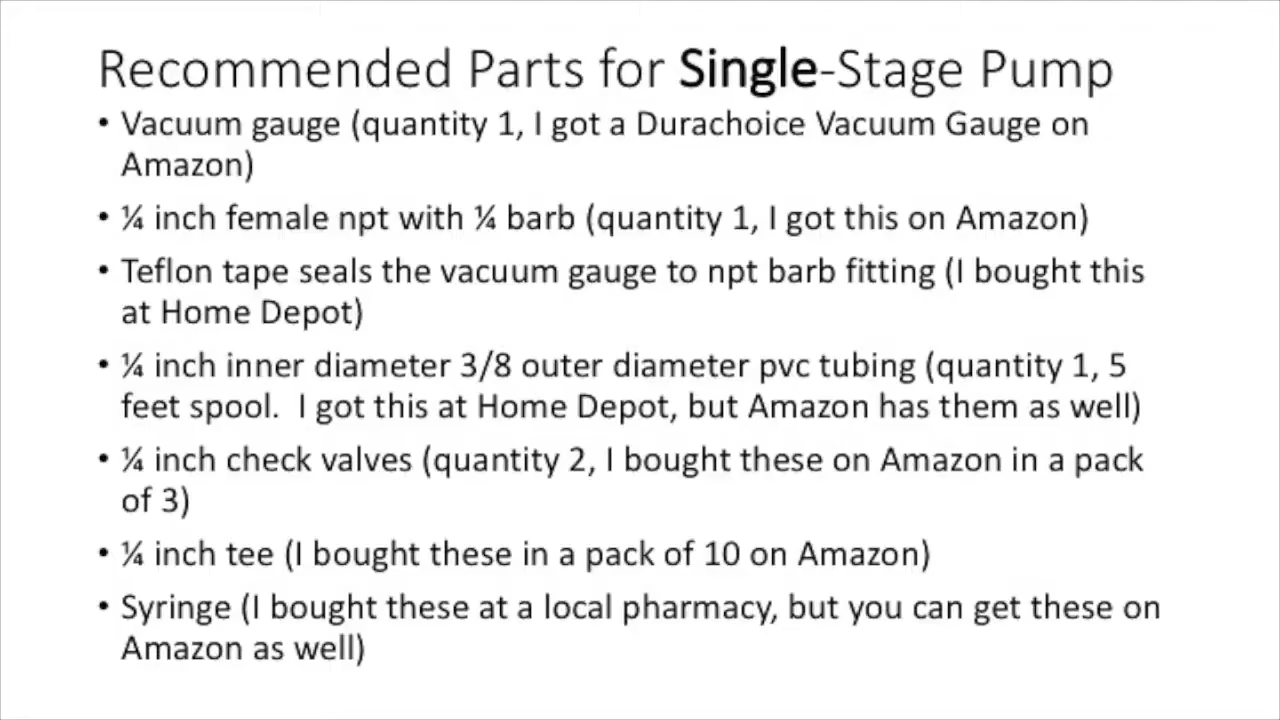 Recommended Parts for Single-Stage Pump
• Vacuum gauge (quantity 1, I got a Durachoice Vacuum Gauge on
Amazon)
• ¼ inch female npt with ¼ barb (quantity 1, I got this on Amazon)
• Teflon tape seals the vacuum gauge to npt barb fitting (I bought this
at Home Depot)
• ¼ inch inner diameter 3/8 outer diameter pvc tubing (quantity 1, 5
feet spool.  I got this at Home Depot, but Amazon has them as well)
• ¼ inch check valves (quantity 2, I bought these on Amazon in a pack
of 3)
• ¼ inch tee (I bought these in a pack of 10 on Amazon)
• Syringe (I bought these at a local pharmacy, but you can get these on
Amazon as well)